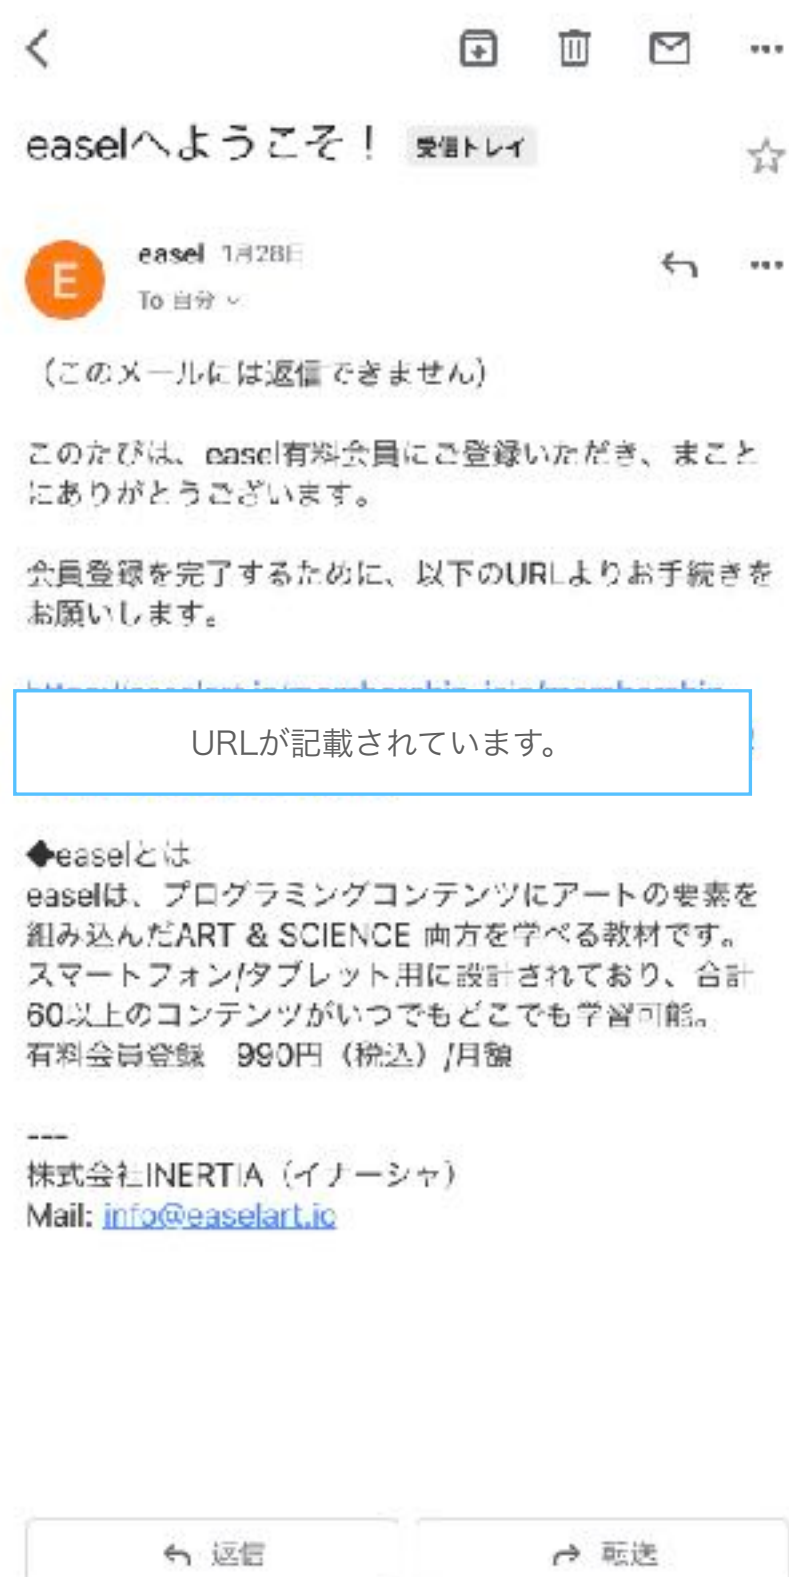 easelへようこそ！ 受信トレイ
E
easel 1月28日
To 自分
（このメールには返信できません）
このたびは、easel有料会員にご登録いただき、まこと
にありがとうございます。
会員登録を完了するために、以下のURLよりお手続きを
お願いします。
URLが記載されています。
◆easelとは
easelは、プログラミングコンテンツにアートの要素を
組み込んだART & SCIENCE 両方を学べる教材です。
スマートフォン/タブレット用に設計されており、合計
60以上のコンテンツがいつでもどこでも学習可能。
有料会員登録　990円（税込）/月額
---
株式会社INERTIA（イナーシャ）
Mail: info@easelart.io
返信
転送